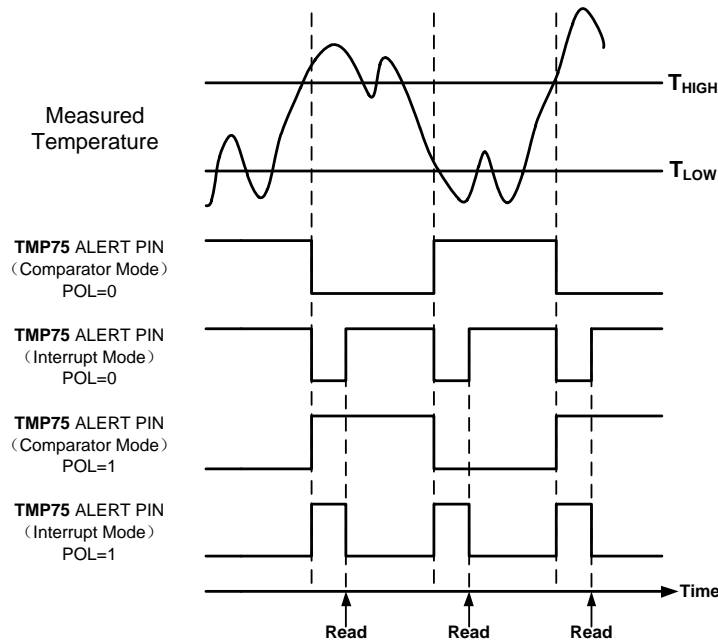 Measured
Temperature
THIGH
TLOW
TMP75 ALERT PIN
（Comparator Mode）
POL=0
TMP75 ALERT PIN
（Interrupt Mode）
POL=0
TMP75 ALERT PIN
（Comparator Mode）
POL=1
TMP75 ALERT PIN
（Interrupt Mode）
POL=1
Time
Read
Read
Read